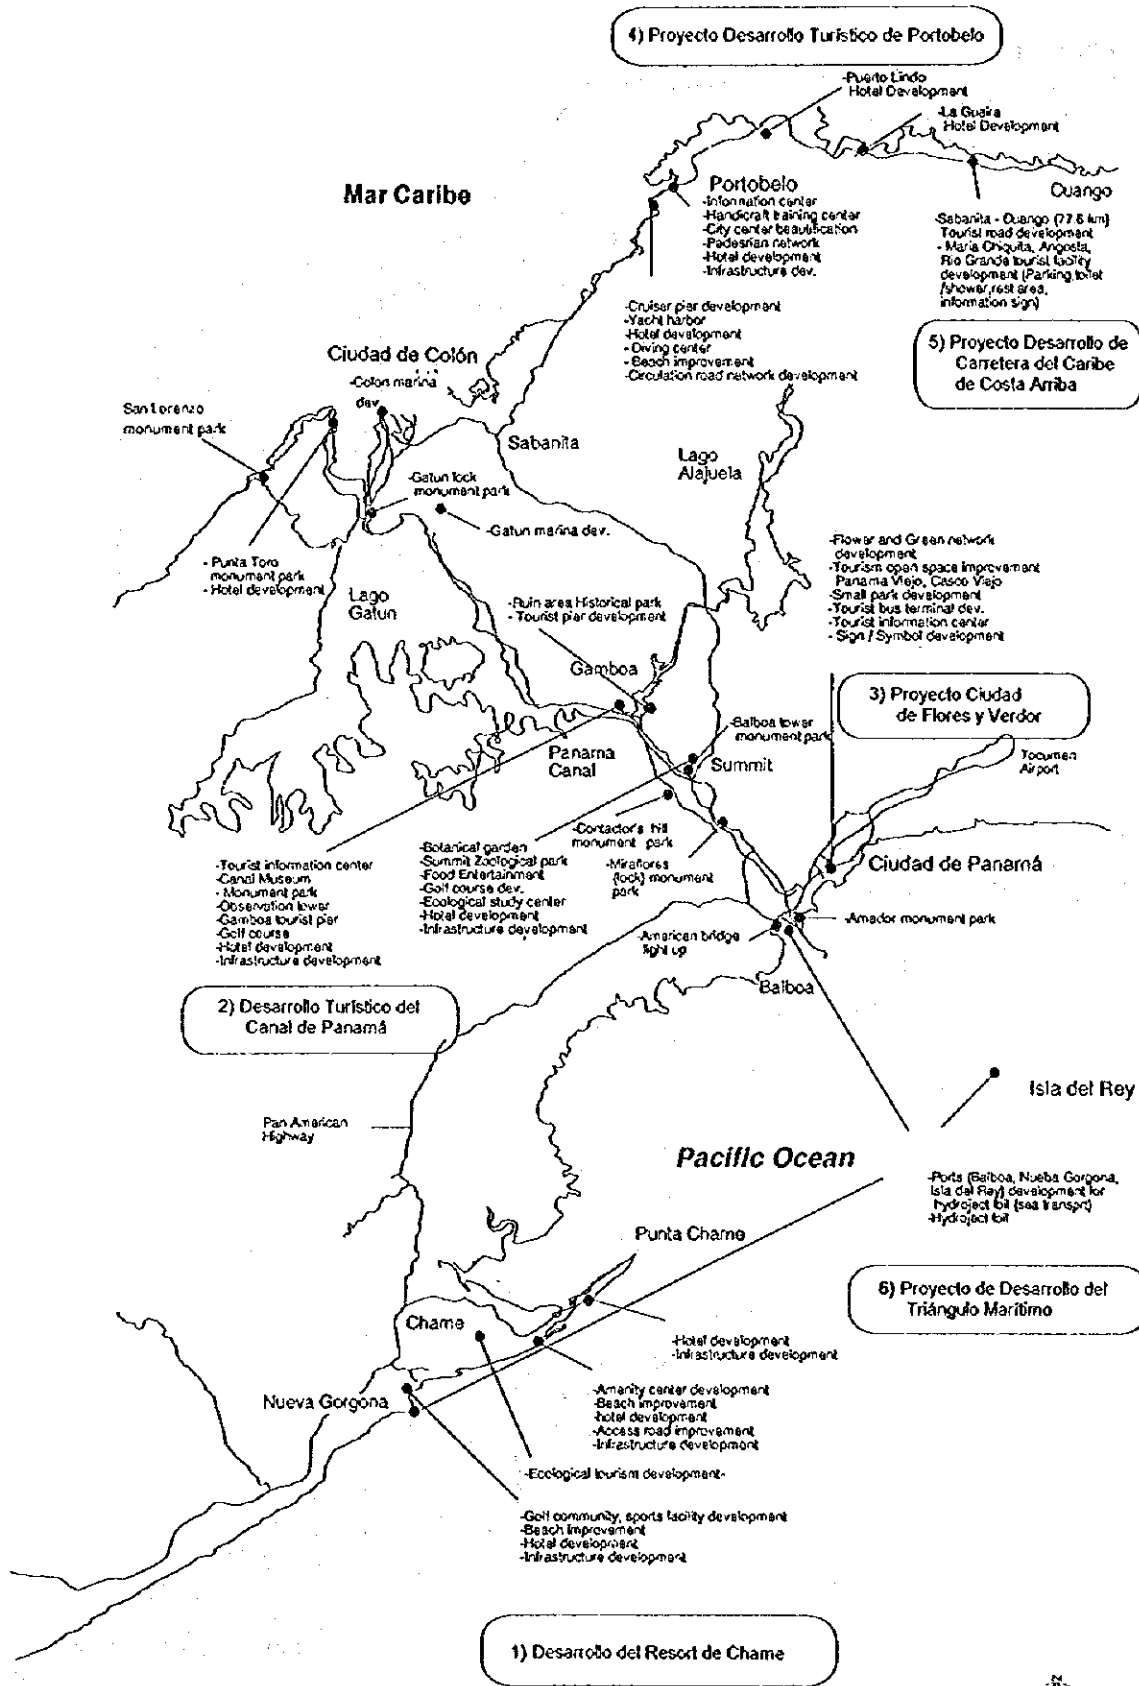 4) Proyecto Desarrollo Turístico de Portobelo
-Puerto Lindo
Hotel Development
-La Guaira
Hotel Development
Mar Caribe
Portobelo
-Information center
-Handicraft training center
-City center beautification
-Pedesrian network
-Hotel development
-Infrastructure dev.
Cuango
-Sabanita - Cuango (77.6 km)
Tourist road development
- Maria Chiquita, Angosta,
Rio Grande tourist facility
development (Parking,toilet
/shower,rest area,
information sign)
-Cruiser pier development
-Yacht harbor
-Hotel development
- Diving center
- Beach improvement
-Circulation road network development
5) Proyecto Desarrollo de
Carretera del Caribe
de Costa Arriba
Ciudad de Colón
-Colon marina
dev.
San Lorenzo
monument park
Sabanita
Lago
Alajuela
-Gatun lock
monument park
-Gatun marina dev.
- Punta Toro
monument park
- Hotel development
Lago
Gatun
-Flower and Green network
development
-Tourism open space improvement
Panama Viejo, Casco Viejo
-Small park development
-Tourist bus terminal dev.
-Tourist information center
- Sign / Symbol development
-Ruin area Historical park
- Tourist pier development
Gamboa
3) Proyecto Ciudad
de Flores y Verdor
-Balboa tower
monument park
Panama
Canal
Summit
Tocumen
Airport
-Contactor's hill
monument park
-Miraflores
(lock) monument
park
Ciudad de Panamá
-Tourist information center
-Canal Museum
- Monument park
-Observation tower
-Gamboa tourist pier
-Golf course
-Hotel development
-Infrastructure development
-Botanical garden
-Summit Zoological park
-Food Entertainment
-Golf course dev.
-Ecological study center
-Hotel development
-Infrastructure development
-Amador monument park
-American bridge
light up
Balboa
2) Desarrollo Turístico del
Canal de Panamá
Isla del Rey
Pan American
Highway
Pacific Ocean
-Ports (Balboa, Nueba Gorgona,
Isla del Rey) development for
hydroject foil (sea transprt)
-Hydroject foil
Punta Chame
6) Proyecto de Desarrollo del
Triángulo Marítimo
Chame
-Hotel development
-Infrastructure development
Nueva Gorgona
-Amenity center development
-Beach improvement
-hotel development
-Access road improvement
-Infrastructure development
-Ecological tourism development-
-Golf community, sports facility development
-Beach Improvement
-Hotel development
-Infrastructure development
1) Desarrollo del Resort de Chame
N